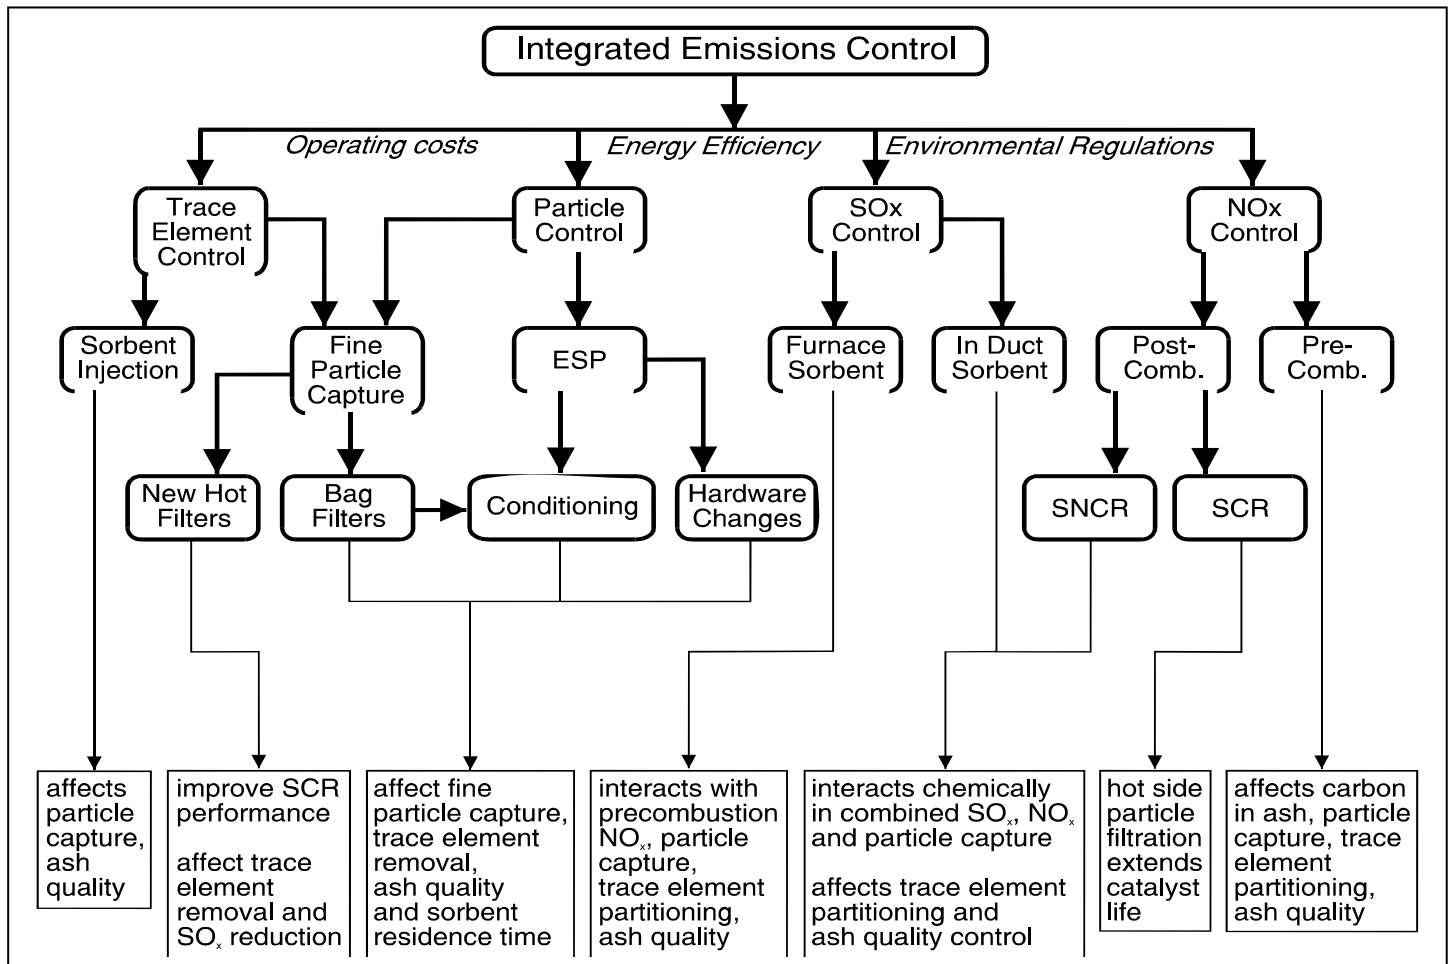 Integrated Emissions Control
Operating costs
Energy Efficiency
Environmental Regulations
Trace
Element
Control
Particle
Control
SOx
Control
NOx
Control
Sorbent
Injection
Fine
Particle
Capture
ESP
Furnace
Sorbent
In Duct
Sorbent
Post-
Comb.
Pre-
Comb.
New Hot
Filters
Bag
Filters
Conditioning
Hardware
Changes
SNCR
SCR
affects
particle
capture,
ash
quality
improve SCR
performance
affect trace
element
removal and
SOx reduction
affect fine
particle capture,
trace element
removal,
ash quality
and sorbent
residence time
interacts with
precombustion
NOx, particle
capture,
trace element
partitioning,
ash quality
interacts chemically
in combined SOx, NOx
and particle capture
affects trace element
partitioning and
ash quality control
hot side
particle
filtration
extends
catalyst
life
affects carbon
in ash, particle
capture, trace
element
partitioning,
ash quality